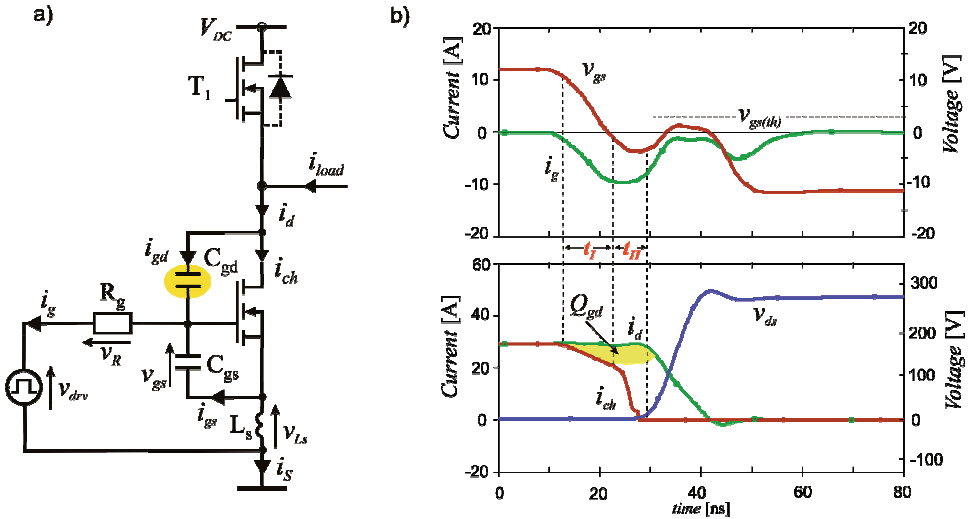 a)
V_DC
T1
i_load
i_d
i_gd
C_gd
i_ch
i_g
R_g
v_R
v_gs
C_gs
v_drv
i_gs
L_s
v_Ls
i_S
b)
Current [A]
20
10
0
-10
-20
v_gs
v_gs(th)
i_g
20
10
0
-10
-20
Voltage [V]
t_I
t_II
Current [A]
60
40
20
0
-20
Q_gd
i_d
i_ch
v_ds
300
200
100
0
-100
Voltage [V]
0 20 40 60 80
time [ns]